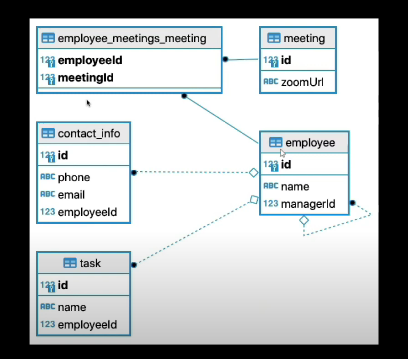 employee_meetings_meeting
123 employeeId
123 meetingId
meeting
123 id
ABC zoomUrl
contact_info
123 id
ABC phone
ABC email
123 employeeId
employee
123 id
ABC name
123 managerId
task
123 id
ABC name
123 employeeId